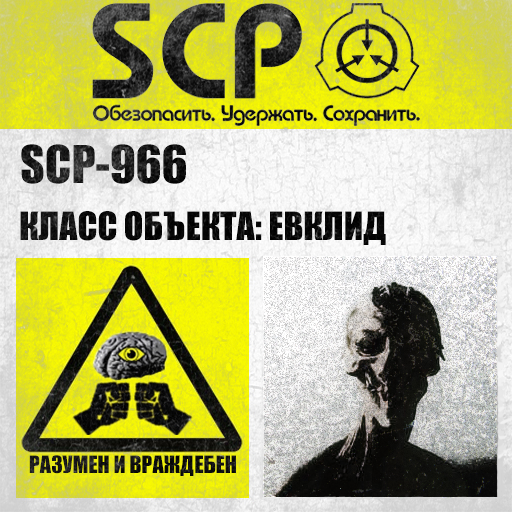 SCP
Обезопасить. Удержать. Сохранить.
SCP-966
КЛАСС ОБЪЕКТА: ЕВКЛИД
РАЗУМЕН И ВРАЖДЕБЕН